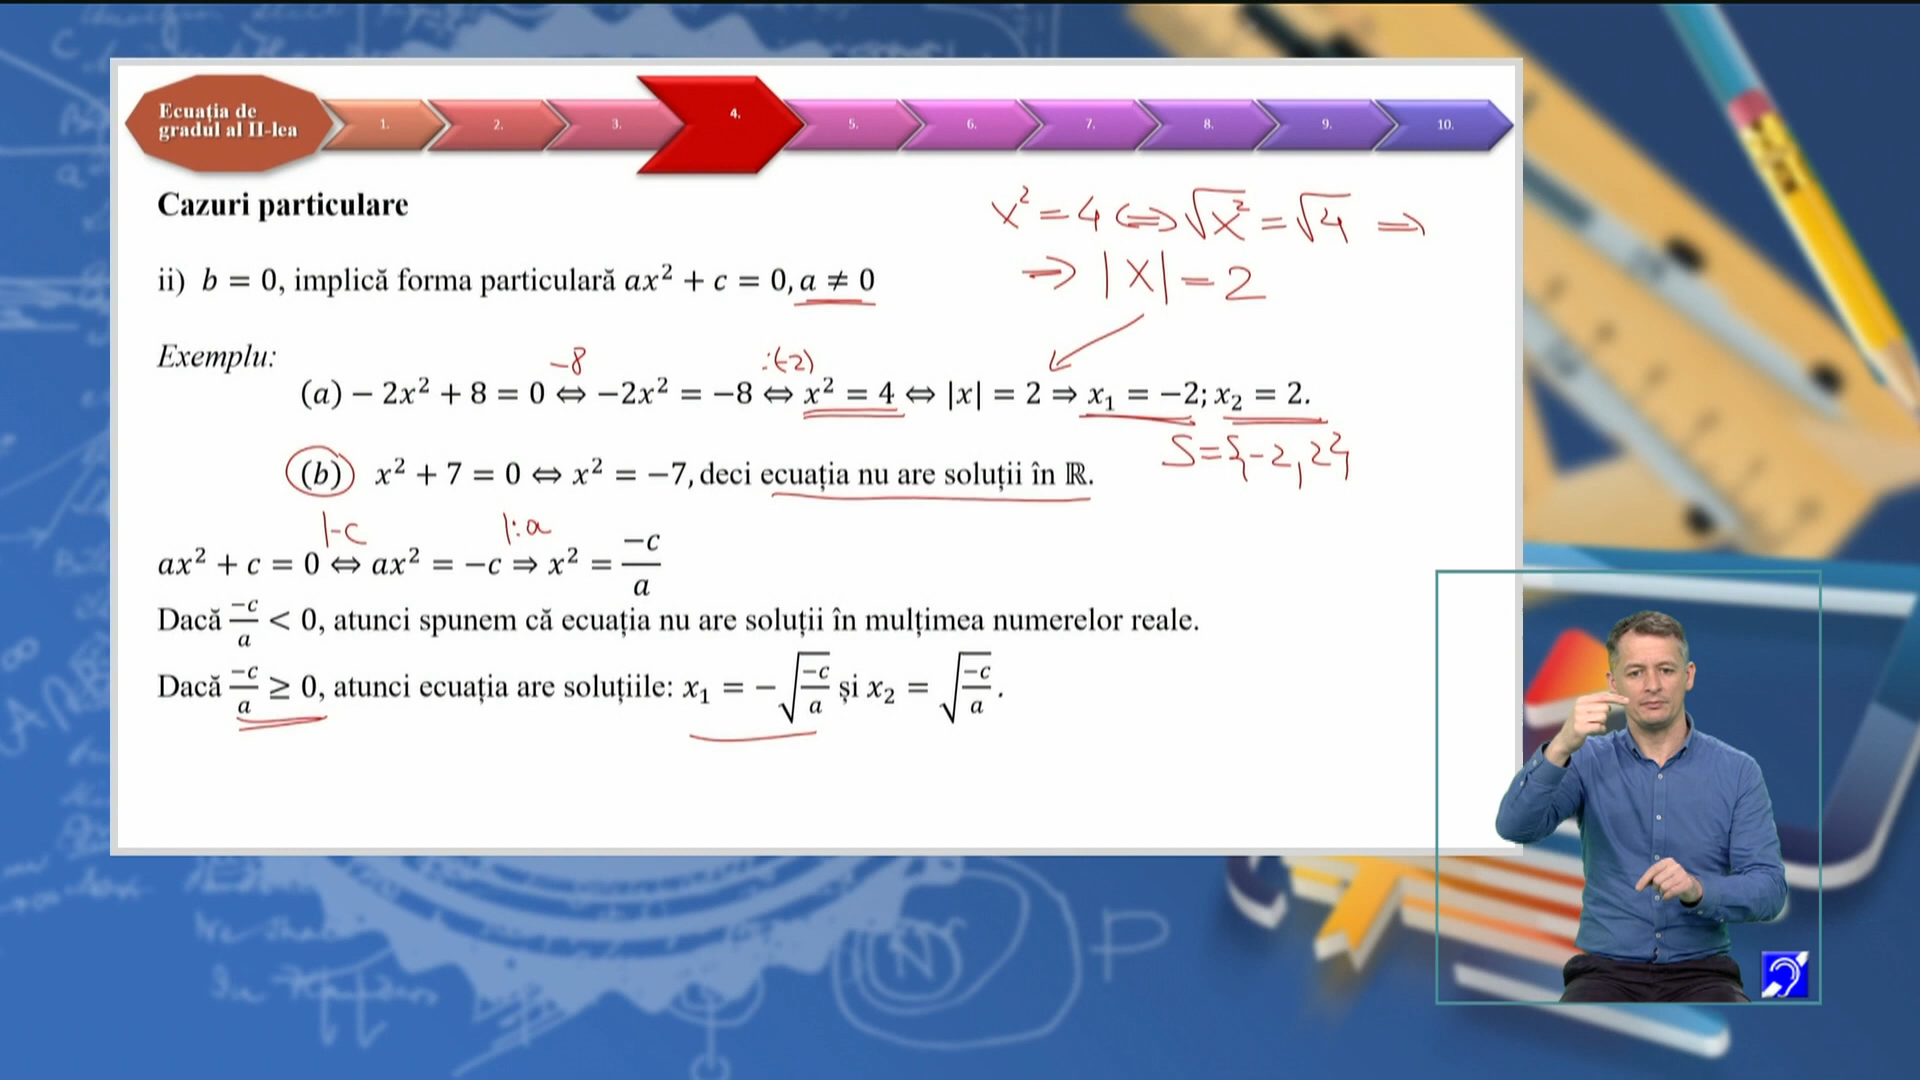 Ecuația de
gradul al II-lea
1.
2.
3.
4.
5.
6.
7.
8.
9.
10.
Cazuri particulare
x² = 4 ⇔ √x² = √4 ⇒
⇒ |x| = 2
ii) b = 0, implică forma particulară ax² + c = 0, a ≠ 0
Exemplu:
-8
:(-2)
(a) − 2x² + 8 = 0 ⇔ −2x² = −8 ⇔ x² = 4 ⇔ |x| = 2 ⇒ x₁ = −2; x₂ = 2.
S={-2,2}
(b) x² + 7 = 0 ⇔ x² = −7, deci ecuația nu are soluții în ℝ.
|-c
|:a
ax² + c = 0 ⇔ ax² = −c ⇒ x² = −c/a
Dacă −c/a < 0, atunci spunem că ecuația nu are soluții în mulțimea numerelor reale.
Dacă −c/a ≥ 0, atunci ecuația are soluțiile: x₁ = −√(−c/a) și x₂ = √(−c/a).
N
P